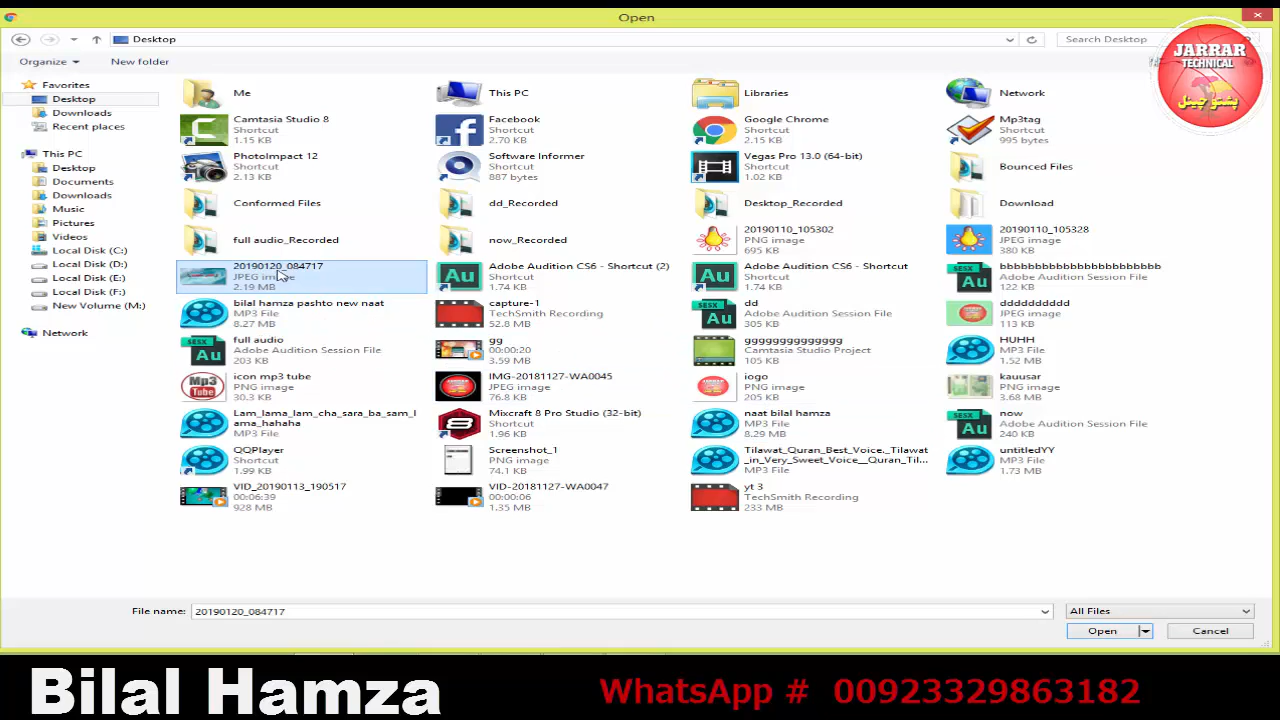 Open
Desktop
Search Desktop
JARRAR
TECHNICAL
پشتو چینل
Organize
New folder
Favorites
Desktop
Downloads
Recent places
This PC
Desktop
Documents
Downloads
Music
Pictures
Videos
Local Disk (C:)
Local Disk (D:)
Local Disk (E:)
Local Disk (F:)
New Volume (M:)
Network
Me
This PC
Libraries
Network
Camtasia Studio 8
Shortcut
1.15 KB
Facebook
Shortcut
2.70 KB
Google Chrome
Shortcut
2.15 KB
Mp3tag
Shortcut
995 bytes
PhotoImpact 12
Shortcut
2.13 KB
Software Informer
Shortcut
887 bytes
Vegas Pro 13.0 (64-bit)
Shortcut
1.02 KB
Bounced Files
Conformed Files
dd_Recorded
Desktop_Recorded
Download
full audio_Recorded
now_Recorded
20190110_105302
PNG image
695 KB
20190110_105328
JPEG image
380 KB
20190120_084717
JPEG image
2.19 MB
Adobe Audition CS6 - Shortcut (2)
Shortcut
1.74 KB
Adobe Audition CS6 - Shortcut
Shortcut
1.74 KB
bbbbbbbbbbbbbbbbbbbbbbbbbb
Adobe Audition Session File
122 KB
bilal hamza pashto new naat
MP3 File
8.27 MB
capture-1
TechSmith Recording
52.8 MB
dd
Adobe Audition Session File
305 KB
dddddddddd
JPEG image
113 KB
full audio
Adobe Audition Session File
203 KB
gg
00:00:20
3.59 MB
gggggggggggggg
Camtasia Studio Project
105 KB
HUHH
MP3 File
1.52 MB
icon mp3 tube
PNG image
30.3 KB
IMG-20181127-WA0045
JPEG image
76.8 KB
iogo
PNG image
205 KB
kauusar
PNG image
3.68 MB
Lam_lama_lam_cha_sara_ba_sam_l
ama_hahaha
MP3 File
Mixcraft 8 Pro Studio (32-bit)
Shortcut
1.96 KB
naat bilal hamza
MP3 File
8.29 MB
now
Adobe Audition Session File
240 KB
QQPlayer
Shortcut
1.99 KB
Screenshot_1
PNG image
74.1 KB
Tilawat_Quran_Best_Voice._Tilawat
_in_Very_Sweet_Voice__Quran_Til...
MP3 File
untitledYY
MP3 File
1.73 MB
VID_20190113_190517
00:06:39
928 MB
VID-20181127-WA0047
00:00:06
1.35 MB
yt 3
TechSmith Recording
233 MB
File name:
20190120_084717
All Files
Open
Cancel
Bilal Hamza
WhatsApp # 00923329863182